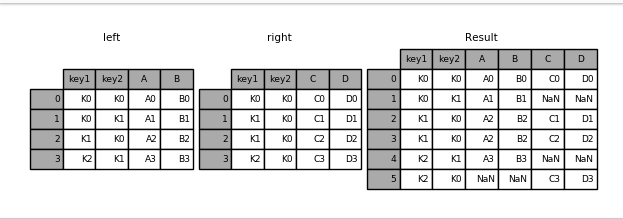 left right Result
key1 key2 A B
0 K0 K0 A0 B0
1 K0 K1 A1 B1
2 K1 K0 A2 B2
3 K2 K1 A3 B3
key1 key2 C D
0 K0 K0 C0 D0
1 K1 K0 C1 D1
2 K1 K0 C2 D2
3 K2 K0 C3 D3
key1 key2 A B C D
0 K0 K0 A0 B0 C0 D0
1 K0 K1 A1 B1 NaN NaN
2 K1 K0 A2 B2 C1 D1
3 K1 K0 A2 B2 C2 D2
4 K2 K1 A3 B3 NaN NaN
5 K2 K0 NaN NaN C3 D3